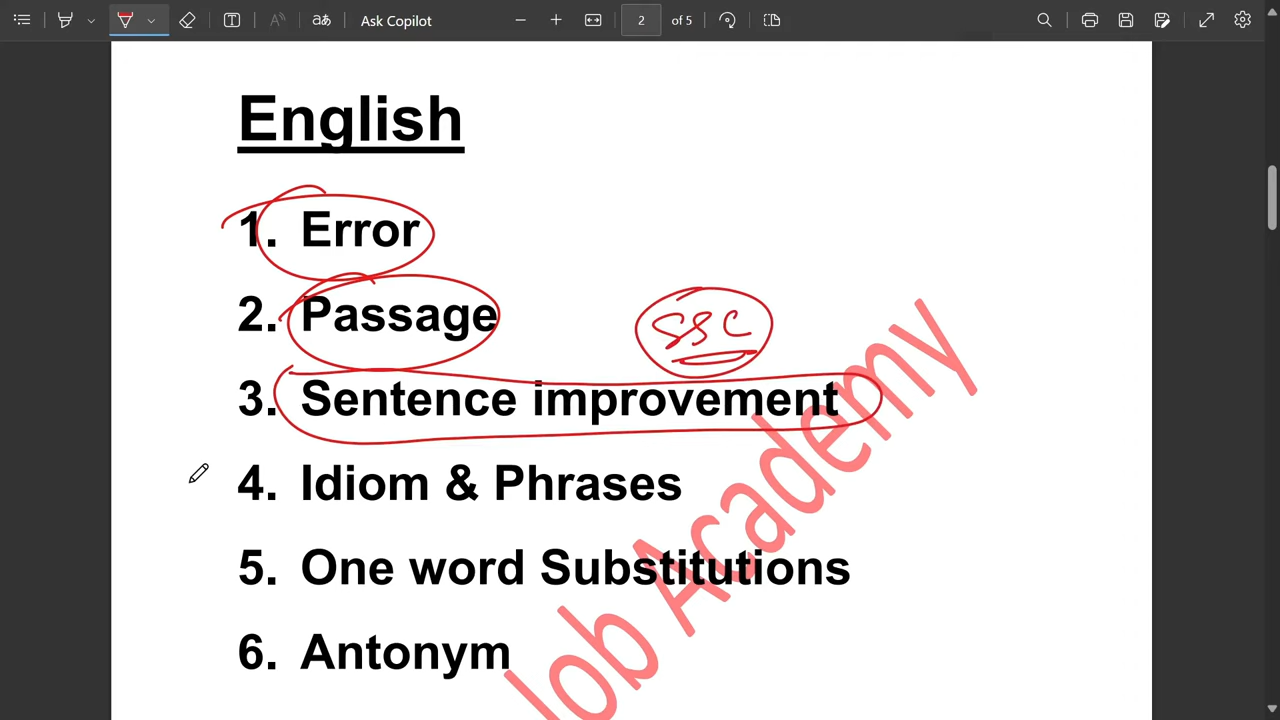 Ask Copilot
2 of 5
English
1. Error
2. Passage
SSC
3. Sentence improvement
4. Idiom & Phrases
5. One word Substitutions
6. Antonym
Job Academy